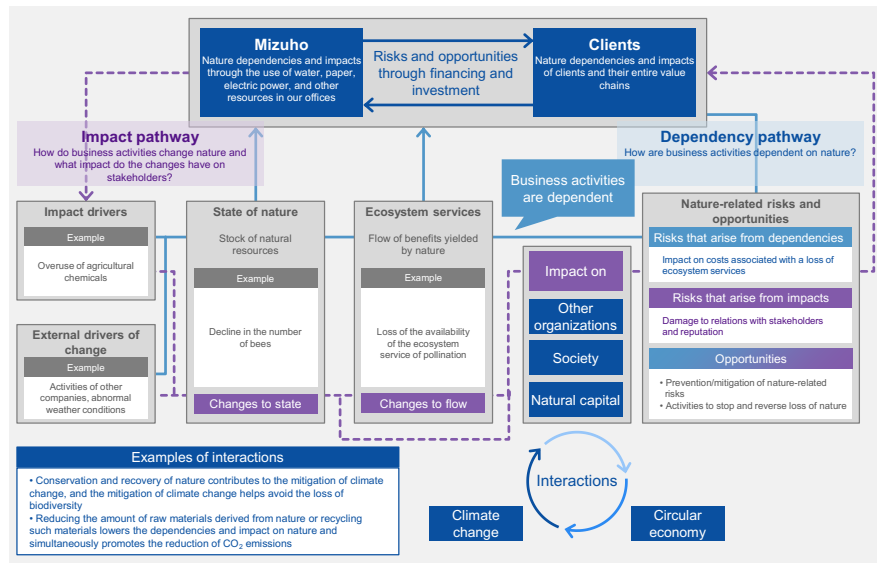 Mizuho
Nature dependencies and impacts
through the use of water, paper,
electric power, and other
resources in our offices
Risks and opportunities
through financing and
investment
Clients
Nature dependencies and impacts
of clients and their entire value
chains
Impact pathway
How do business activities change nature and
what impact do the changes have on
stakeholders?
Dependency pathway
How are business activities dependent on nature?
Business activities
are dependent
Impact drivers
Example
Overuse of agricultural
chemicals
External drivers of
change
Example
Activities of other
companies, abnormal
weather conditions
State of nature
Stock of natural
resources
Example
Decline in the number
of bees
Changes to state
Ecosystem services
Flow of benefits yielded
by nature
Example
Loss of the availability
of the ecosystem
service of pollination
Changes to flow
Impact on
Other
organizations
Society
Natural capital
Nature-related risks and
opportunities
Risks that arise from dependencies
Impact on costs associated with a loss of
ecosystem services
Risks that arise from impacts
Damage to relations with stakeholders
and reputation
Opportunities
• Prevention/mitigation of nature-related
risks
• Activities to stop and reverse loss of nature
Examples of interactions
• Conservation and recovery of nature contributes to the mitigation of climate
change, and the mitigation of climate change helps avoid the loss of
biodiversity
• Reducing the amount of raw materials derived from nature or recycling
such materials lowers the dependencies and impact on nature and
simultaneously promotes the reduction of CO₂ emissions
Interactions
Climate
change
Circular
economy